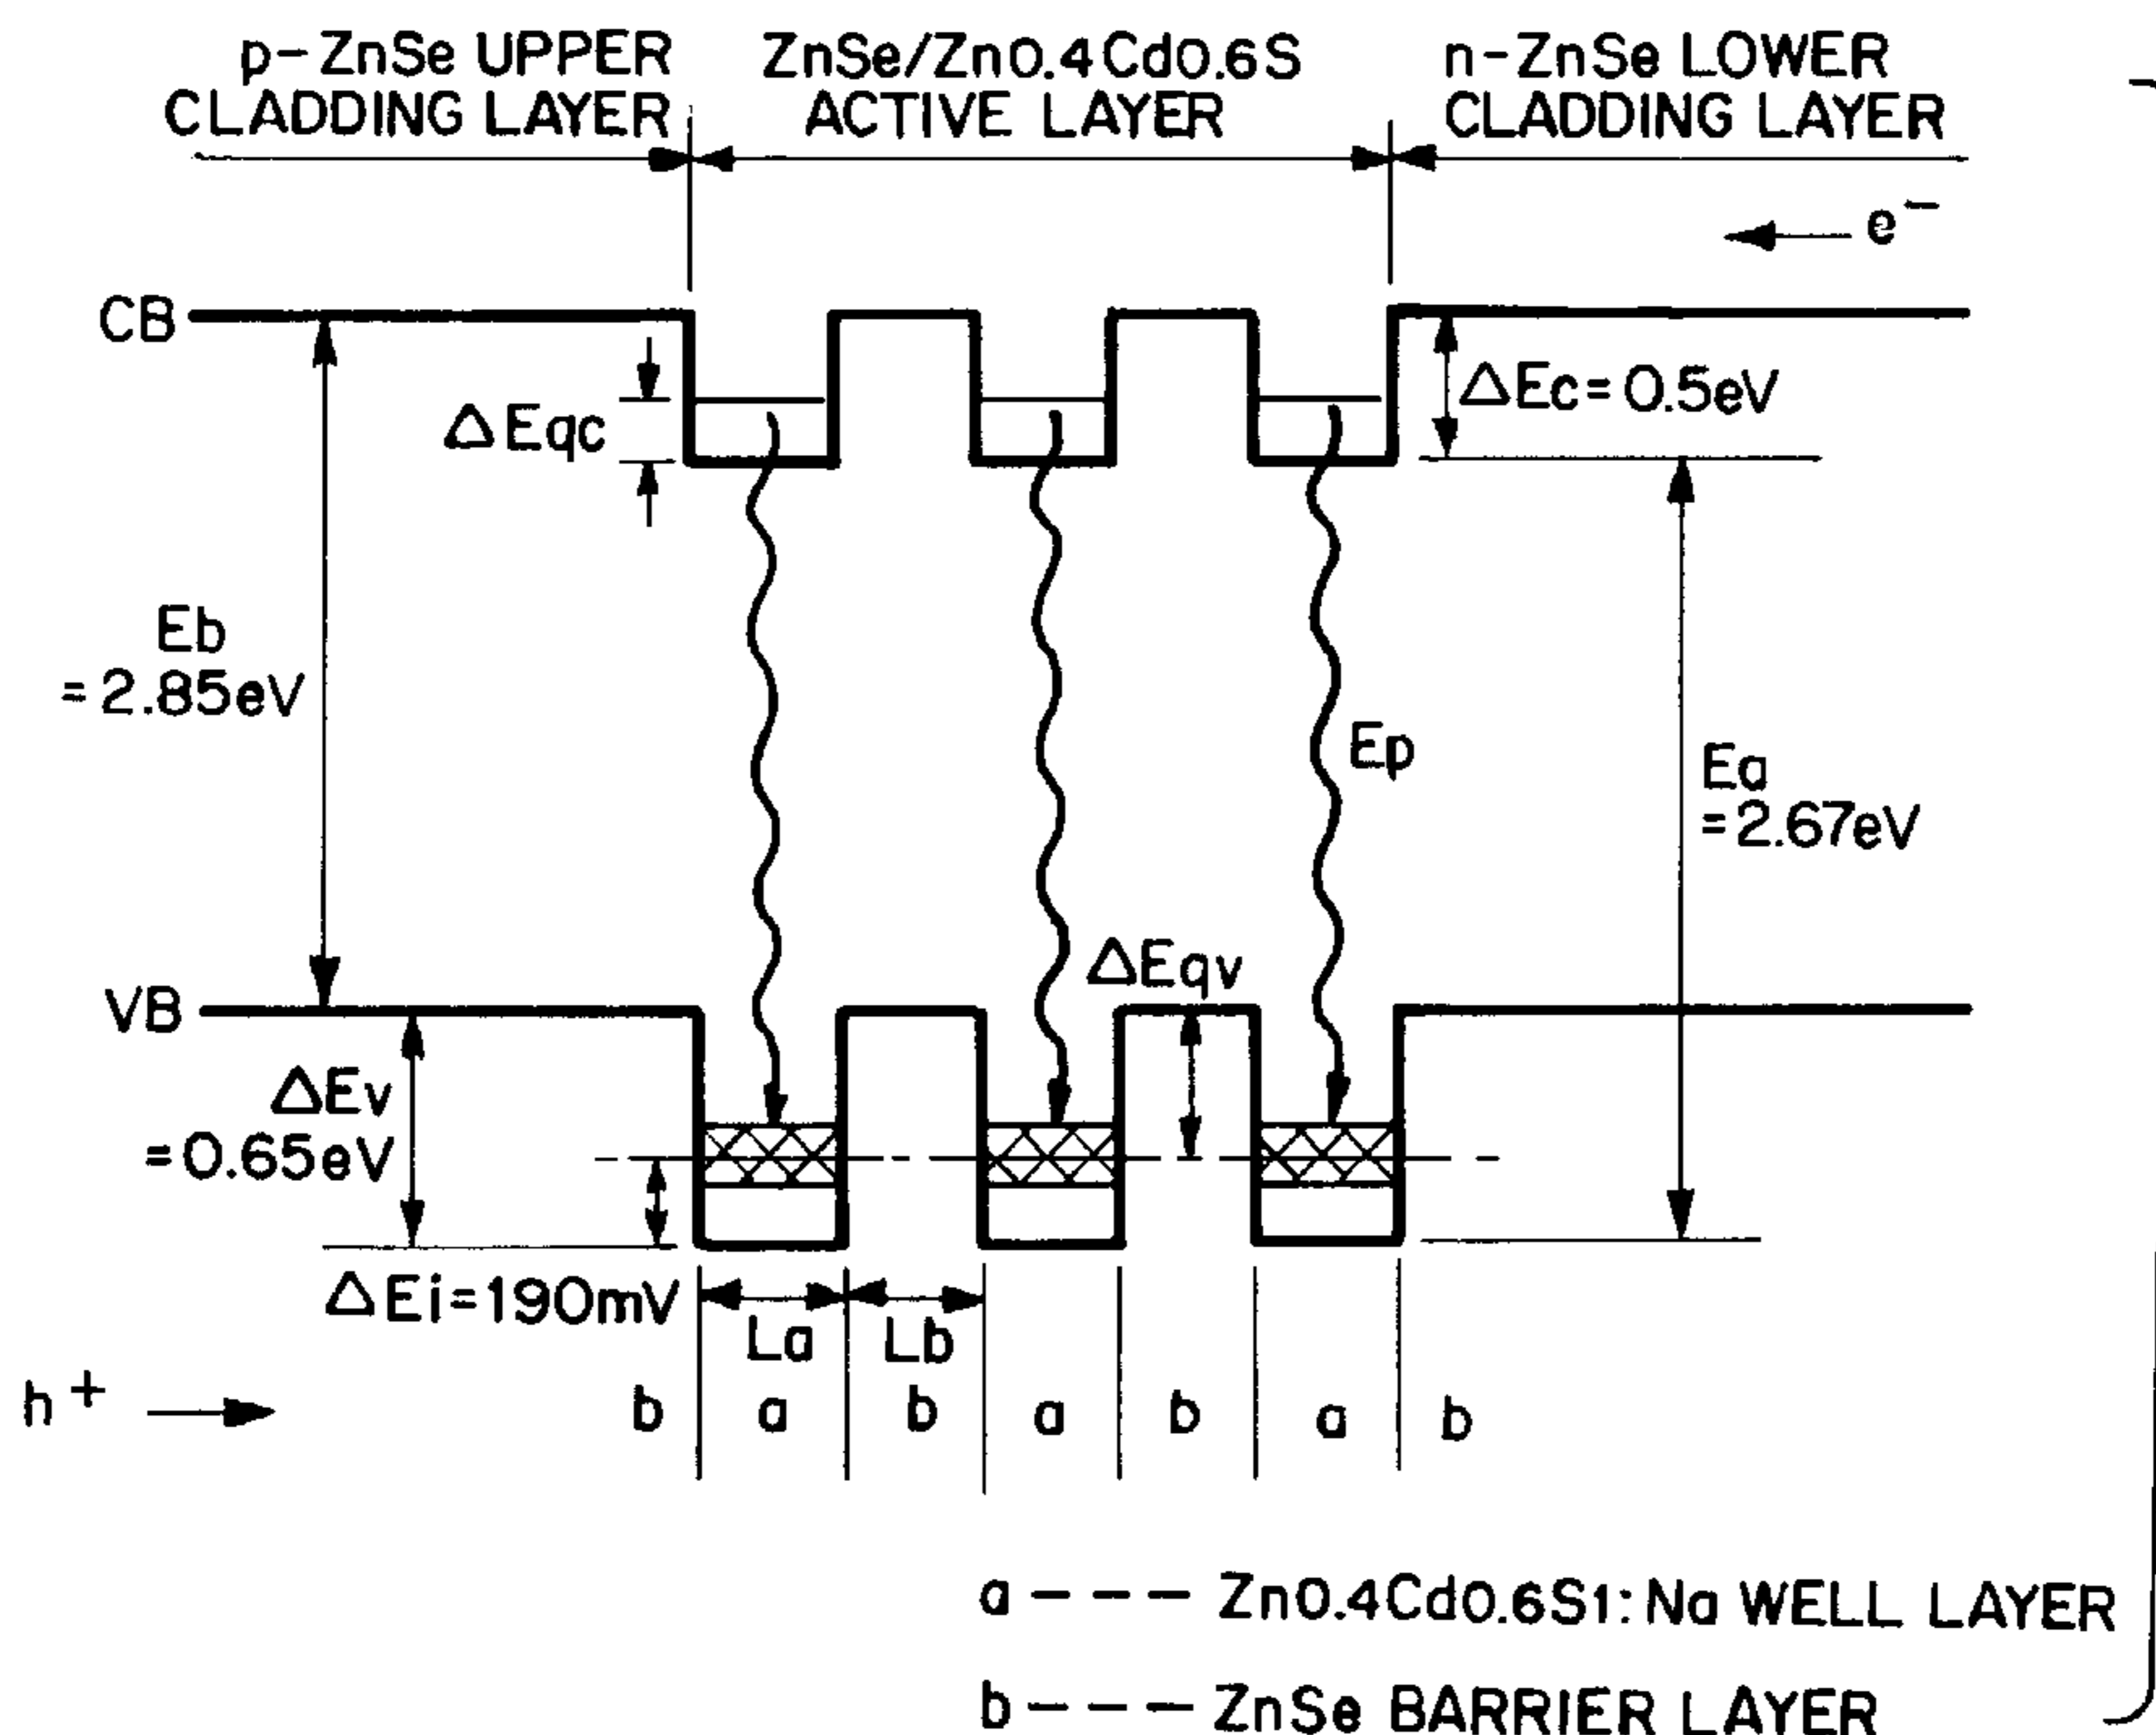 p-ZnSe UPPER
CLADDING LAYER
ZnSe/Zn0.4Cd0.6S
ACTIVE LAYER
n-ZnSe LOWER
CLADDING LAYER
e⁻
CB
ΔEqc
ΔEc=0.5eV
Eb
=2.85eV
Ep
Ea
=2.67eV
ΔEqv
VB
ΔEv
=0.65eV
ΔEi=190mV
La
Lb
h⁺
b a b a b a b
a --- Zn0.4Cd0.6S1:Na WELL LAYER
b --- ZnSe BARRIER LAYER